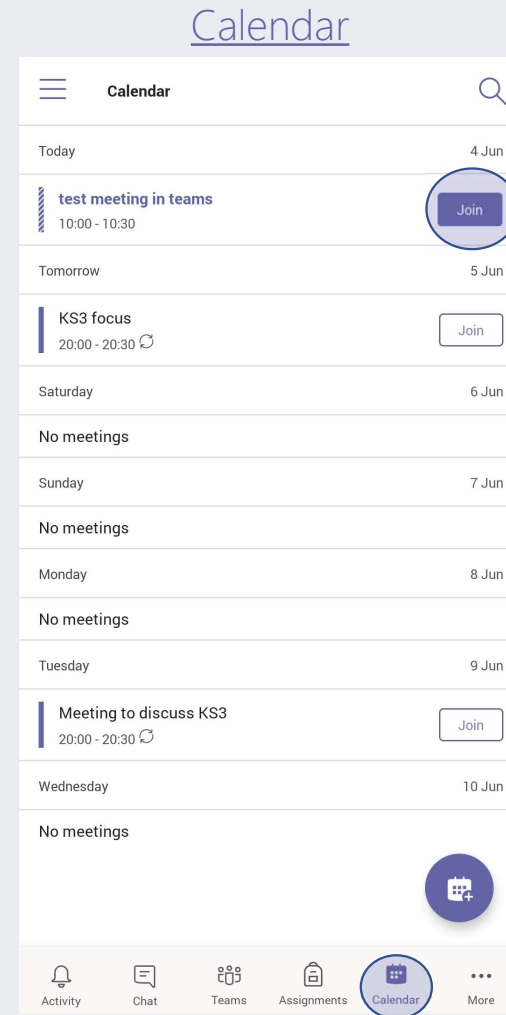 Calendar
Calendar
Today 4 Jun
test meeting in teams
10:00 - 10:30
Join
Tomorrow 5 Jun
KS3 focus
20:00 - 20:30
Join
Saturday 6 Jun
No meetings
Sunday 7 Jun
No meetings
Monday 8 Jun
No meetings
Tuesday 9 Jun
Meeting to discuss KS3
20:00 - 20:30
Join
Wednesday 10 Jun
No meetings
Activity Chat Teams Assignments Calendar More